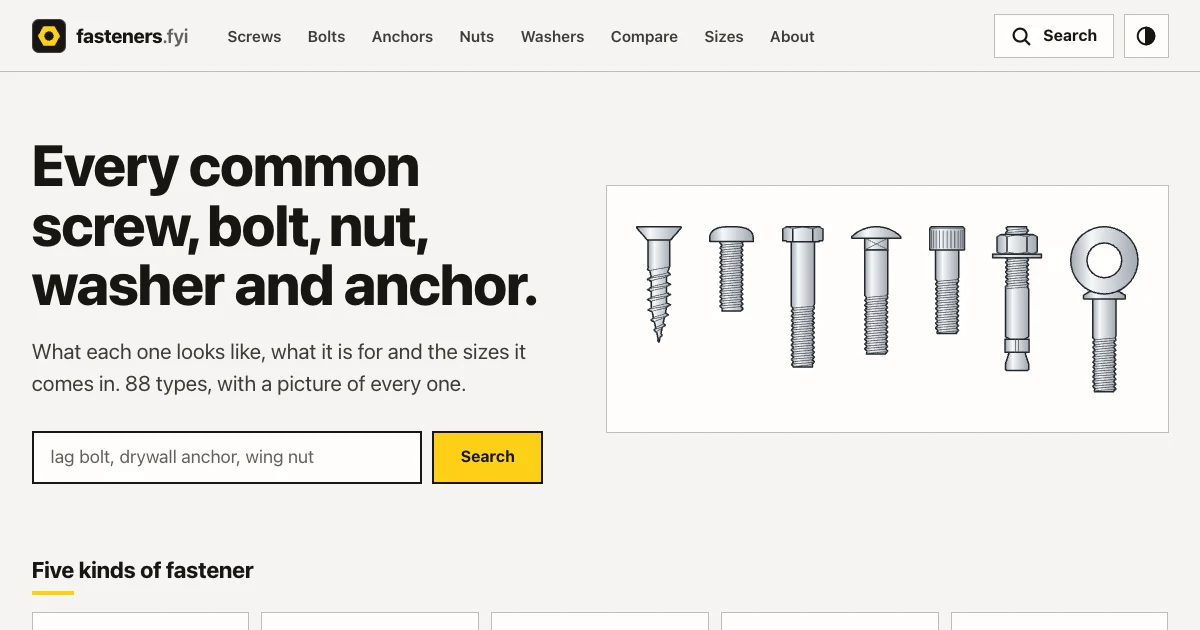 fasteners.fyi
Screws
Bolts
Anchors
Nuts
Washers
Compare
Sizes
About
Search
Every common
screw, bolt, nut,
washer and anchor.
What each one looks like, what it is for and the sizes it
comes in. 88 types, with a picture of every one.
lag bolt, drywall anchor, wing nut
Search
Five kinds of fastener